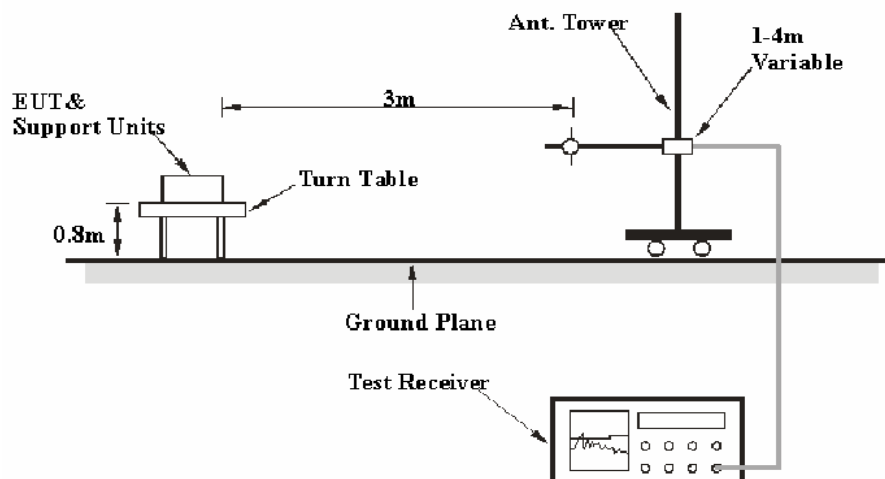 Ant. Tower
1-4m
Variable
3m
EUT&
Support Units
Turn Table
0.8m
Ground Plane
Test Receiver